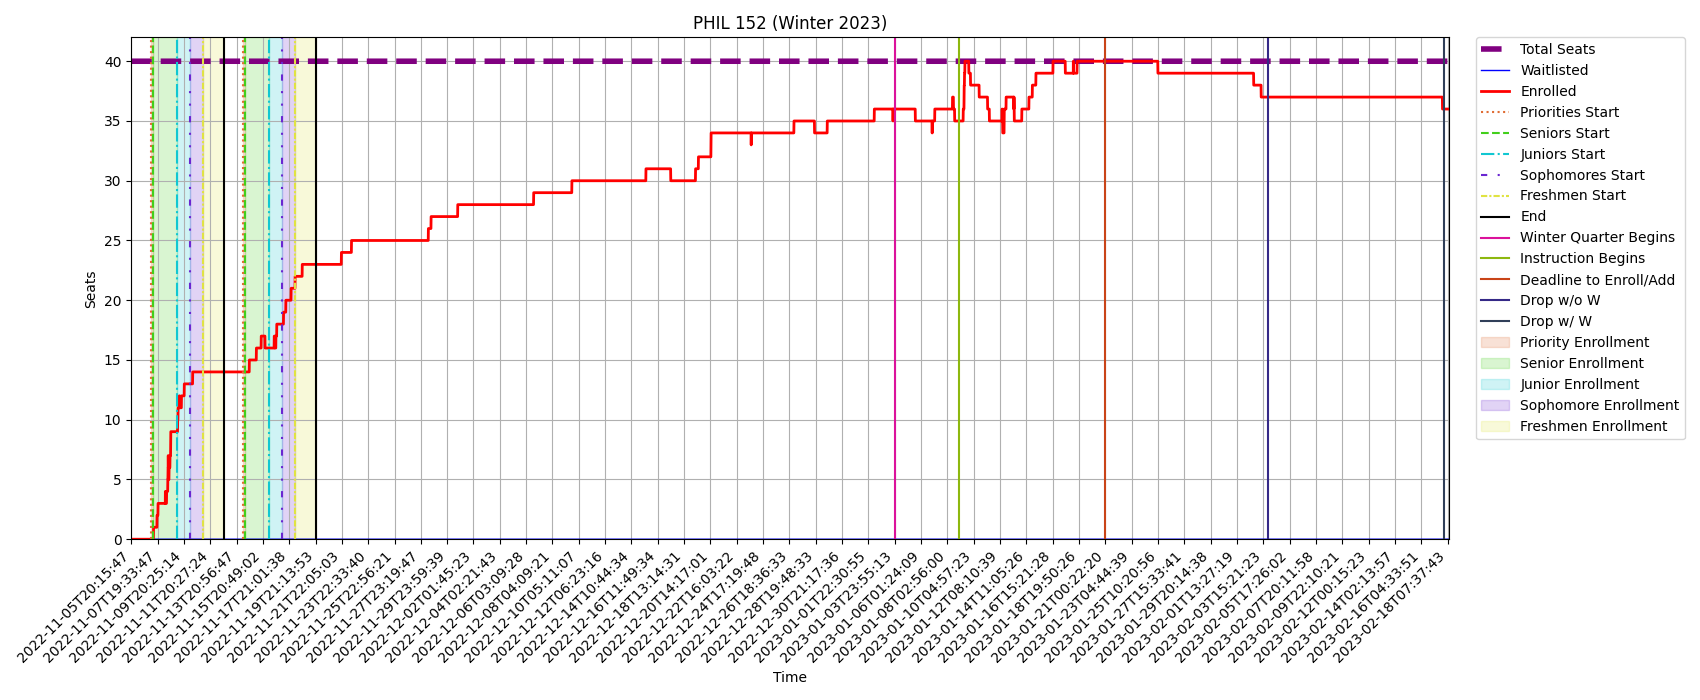 PHIL 152 (Winter 2023)
Seats
40
35
30
25
20
15
10
5
0
2022-11-05T20:15:47
2022-11-07T19:33:47
2022-11-09T20:25:14
2022-11-11T20:27:24
2022-11-13T20:56:47
2022-11-15T20:49:02
2022-11-17T21:01:38
2022-11-19T21:13:53
2022-11-21T22:05:03
2022-11-23T22:33:40
2022-11-25T22:56:21
2022-11-27T23:19:47
2022-11-29T23:59:39
2022-12-02T01:45:23
2022-12-04T02:21:43
2022-12-06T03:09:28
2022-12-08T04:09:21
2022-12-10T05:11:07
2022-12-12T06:23:16
2022-12-14T10:44:34
2022-12-16T11:49:34
2022-12-18T13:14:31
2022-12-20T14:17:01
2022-12-22T16:03:22
2022-12-24T17:19:48
2022-12-26T18:36:33
2022-12-28T19:48:33
2022-12-30T21:17:36
2023-01-01T22:30:55
2023-01-03T23:55:13
2023-01-06T01:24:09
2023-01-08T02:56:00
2023-01-10T04:57:23
2023-01-12T08:10:39
2023-01-14T11:05:26
2023-01-16T15:21:28
2023-01-18T19:50:26
2023-01-21T00:22:20
2023-01-23T04:44:39
2023-01-25T10:20:56
2023-01-27T15:33:41
2023-01-29T20:14:38
2023-02-01T13:27:19
2023-02-03T15:21:23
2023-02-05T17:26:02
2023-02-07T20:11:58
2023-02-09T22:10:21
2023-02-12T00:15:23
2023-02-14T02:13:57
2023-02-16T04:33:51
2023-02-18T07:37:43
Time
Total Seats
Waitlisted
Enrolled
Priorities Start
Seniors Start
Juniors Start
Sophomores Start
Freshmen Start
End
Winter Quarter Begins
Instruction Begins
Deadline to Enroll/Add
Drop w/o W
Drop w/ W
Priority Enrollment
Senior Enrollment
Junior Enrollment
Sophomore Enrollment
Freshmen Enrollment